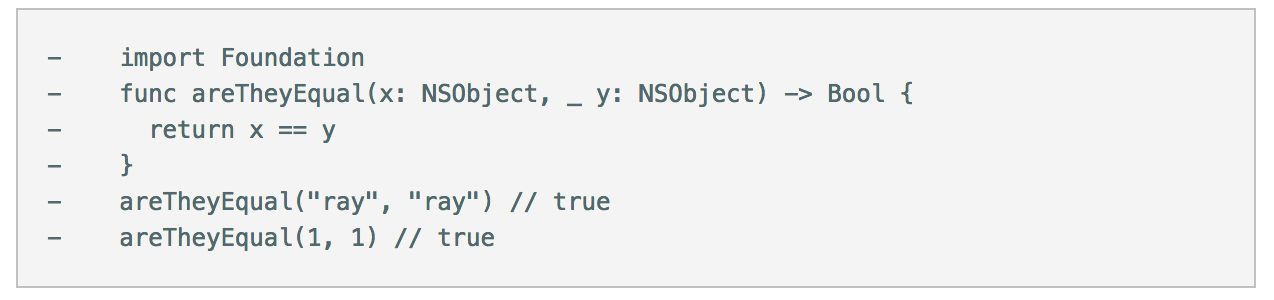 -    import Foundation
-    func areTheyEqual(x: NSObject, _ y: NSObject) -> Bool {
-      return x == y
-    }
-    areTheyEqual("ray", "ray") // true
-    areTheyEqual(1, 1) // true